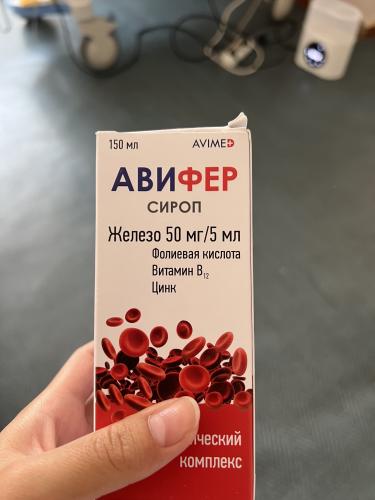 150 мл
AVIMED
АВИФЕР
СИРОП
Железо 50 мг/5 мл
Фолиевая кислота
Витамин B12
Цинк
комплекс